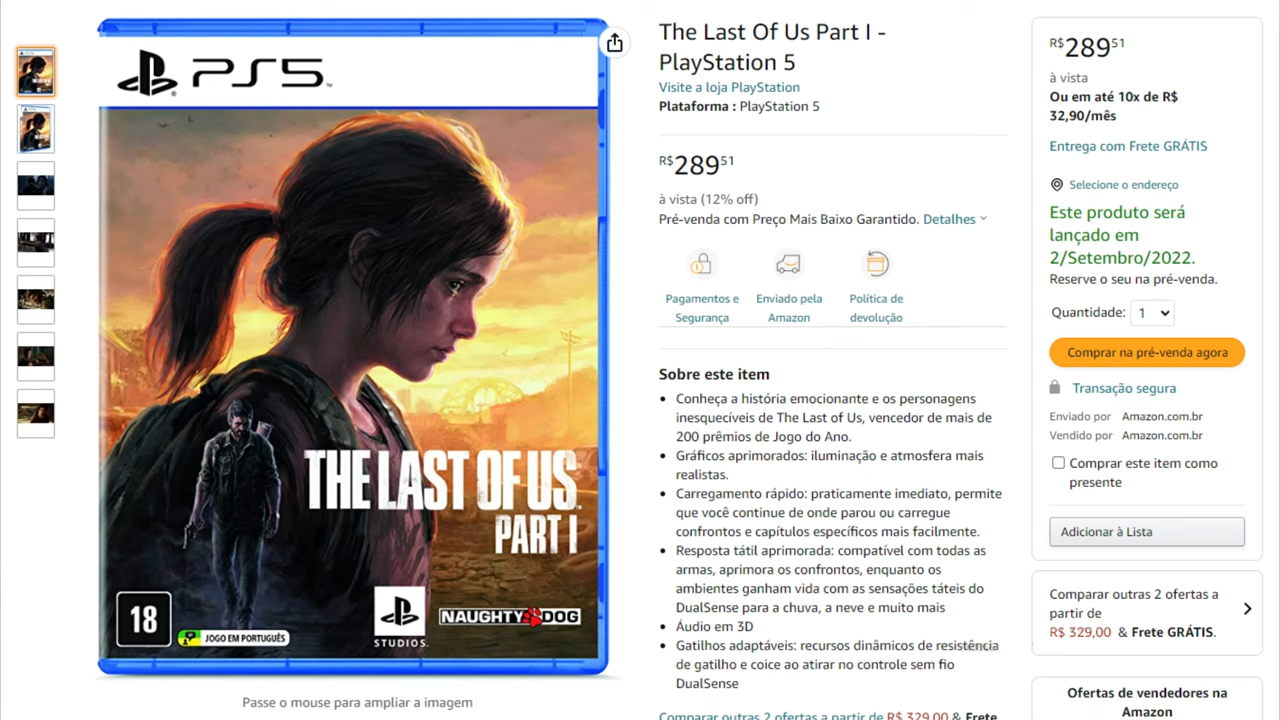 PS5
THE LAST OF US
PART I
18
JOGO EM PORTUGUÊS
STUDIOS
NAUGHTY DOG
Passe o mouse para ampliar a imagem
The Last Of Us Part I -
PlayStation 5
Visite a loja PlayStation
Plataforma : PlayStation 5
R$ 289 51
à vista (12% off)
Pré-venda com Preço Mais Baixo Garantido. Detalhes
Pagamentos e
Segurança
Enviado pela
Amazon
Política de
devolução
Sobre este item
Conheça a história emocionante e os personagens
inesquecíveis de The Last of Us, vencedor de mais de
200 prêmios de Jogo do Ano.
Gráficos aprimorados: iluminação e atmosfera mais
realistas.
Carregamento rápido: praticamente imediato, permite
que você continue de onde parou ou carregue
confrontos e capítulos específicos mais facilmente.
Resposta tátil aprimorada: compatível com todas as
armas, aprimora os confrontos, enquanto os
ambientes ganham vida com as sensações táteis do
DualSense para a chuva, a neve e muito mais
Áudio em 3D
Gatilhos adaptáveis: recursos dinâmicos de resistência
de gatilho e coice ao atirar no controle sem fio
DualSense
Comparar outras 2 ofertas a partir de R$ 329,00 & Frete
R$ 289 51
à vista
Ou em até 10x de R$
32,90/mês
Entrega com Frete GRÁTIS
Selecione o endereço
Este produto será
lançado em
2/Setembro/2022.
Reserve o seu na pré-venda.
Quantidade: 1
Comprar na pré-venda agora
Transação segura
Enviado por Amazon.com.br
Vendido por Amazon.com.br
Comprar este item como
presente
Adicionar à Lista
Comparar outras 2 ofertas a
partir de
R$ 329,00 & Frete GRÁTIS.
Ofertas de vendedores na
Amazon